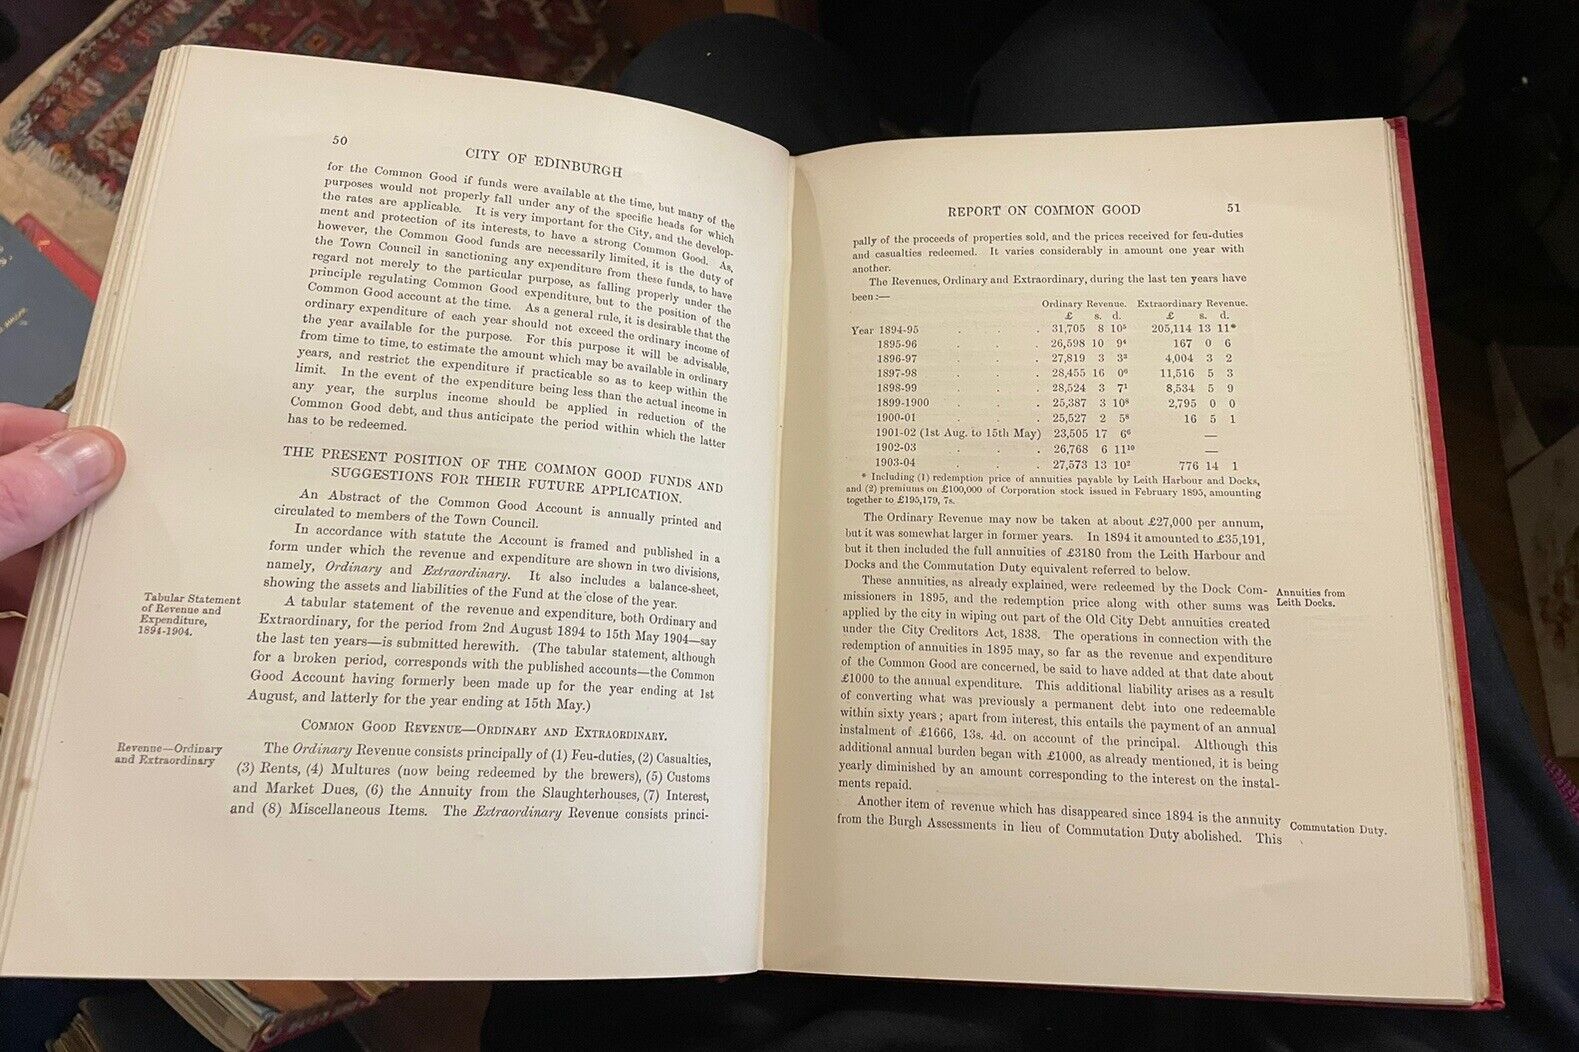 50
CITY OF EDINBURGH
for the Common Good if funds were available at the time, but many of the
purposes would not properly fall under any of the specific heads for which
the rates are applicable. It is very important for the City, and the develop-
ment and protection of its interests, to have a strong Common Good. As,
however, the Common Good funds are necessarily limited, it is the duty of
the Town Council in sanctioning any expenditure from these funds, to have
regard not merely to the particular purpose, as falling properly under the
principle regulating Common Good expenditure, but to the position of the
Common Good account at the time. As a general rule, it is desirable that the
ordinary expenditure of each year should not exceed the ordinary income of
the year available for the purpose. For this purpose it will be advisable,
from time to time, to estimate the amount which may be available in ordinary
years, and restrict the expenditure if practicable so as to keep within the
limit. In the event of the expenditure being less than the actual income in
any year, the surplus income should be applied in reduction of the
Common Good debt, and thus anticipate the period within which the latter
has to be redeemed.
THE PRESENT POSITION OF THE COMMON GOOD FUNDS AND
SUGGESTIONS FOR THEIR FUTURE APPLICATION.
An Abstract of the Common Good Account is annually printed and
circulated to members of the Town Council.
In accordance with statute the Account is framed and published in a
form under which the revenue and expenditure are shown in two divisions,
namely, Ordinary and Extraordinary. It also includes a balance-sheet,
showing the assets and liabilities of the Fund at the close of the year.
Tabular Statement
of Revenue and
Expenditure,
1894-1904.
A tabular statement of the revenue and expenditure, both Ordinary and
Extraordinary, for the period from 2nd August 1894 to 15th May 1904—say
the last ten years—is submitted herewith. (The tabular statement, although
for a broken period, corresponds with the published accounts—the Common
Good Account having formerly been made up for the year ending at 1st
August, and latterly for the year ending at 15th May.)
COMMON GOOD REVENUE—ORDINARY AND EXTRAORDINARY.
Revenue—Ordinary
and Extraordinary
The Ordinary Revenue consists principally of (1) Feu-duties, (2) Casualties,
(3) Rents, (4) Multures (now being redeemed by the brewers), (5) Customs
and Market Dues, (6) the Annuity from the Slaughterhouses, (7) Interest,
and (8) Miscellaneous Items. The Extraordinary Revenue consists princi-
REPORT ON COMMON GOOD 51
pally of the proceeds of properties sold, and the prices received for feu-duties
and casualties redeemed. It varies considerably in amount one year with
another.
The Revenues, Ordinary and Extraordinary, during the last ten years have
been :—
Ordinary Revenue. Extraordinary Revenue.
£ s. d. £ s. d.
Year 1894-95 . . . 31,705 8 10⁵ 205,114 13 11*
1895-96 . . . 26,598 10 9⁴ 167 0 6
1896-97 . . . 27,819 3 3³ 4,004 3 2
1897-98 . . . 28,455 16 0⁶ 11,516 5 3
1898-99 . . . 28,524 3 7¹ 8,534 5 9
1899-1900 . . . 25,387 3 10⁸ 2,795 0 0
1900-01 . . . 25,527 2 5⁸ 16 5 1
1901-02 (1st Aug. to 15th May) 23,505 17 6⁶ —
1902-03 . . . 26,768 6 11¹⁰ —
1903-04 . . . 27,573 13 10² 776 14 1
* Including (1) redemption price of annuities payable by Leith Harbour and Docks,
and (2) premiums on £100,000 of Corporation stock issued in February 1895, amounting
together to £195,179, 7s.
The Ordinary Revenue may now be taken at about £27,000 per annum,
but it was somewhat larger in former years. In 1894 it amounted to £35,191,
but it then included the full annuities of £3180 from the Leith Harbour and
Docks and the Commutation Duty equivalent referred to below.
These annuities, as already explained, were redeemed by the Dock Com-
missioners in 1895, and the redemption price along with other sums was
applied by the city in wiping out part of the Old City Debt annuities created
under the City Creditors Act, 1838. The operations in connection with the
redemption of annuities in 1895 may, so far as the revenue and expenditure
of the Common Good are concerned, be said to have added at that date about
£1000 to the annual expenditure. This additional liability arises as a result
of converting what was previously a permanent debt into one redeemable
within sixty years; apart from interest, this entails the payment of an annual
instalment of £1666, 13s. 4d. on account of the principal. Although this
additional annual burden began with £1000, as already mentioned, it is being
yearly diminished by an amount corresponding to the interest on the instal-
ments repaid.
Annuities from
Leith Docks.
Another item of revenue which has disappeared since 1894 is the annuity
from the Burgh Assessments in lieu of Commutation Duty abolished. This
Commutation Duty.